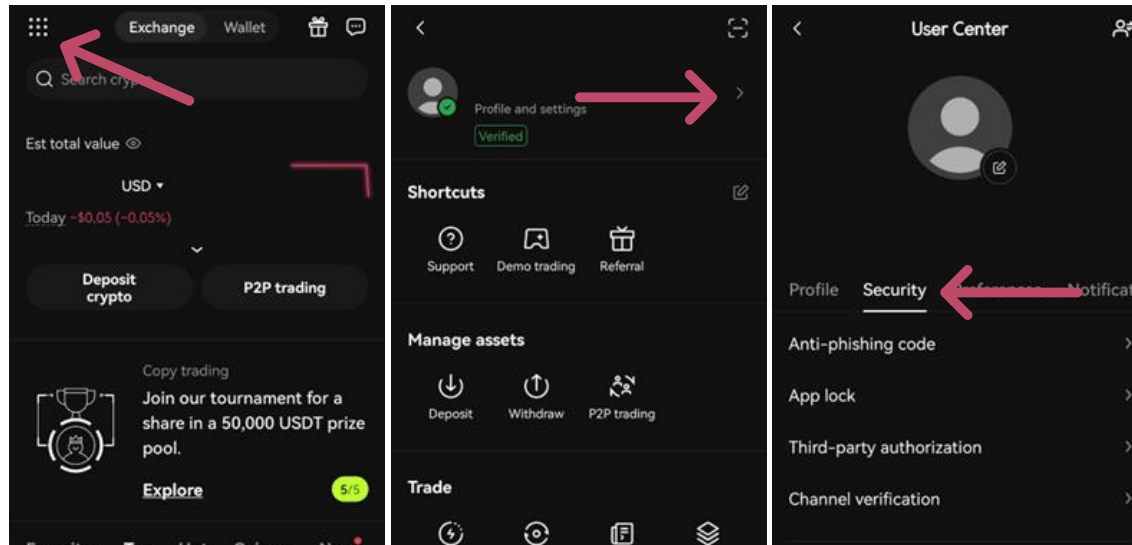 Exchange Wallet
Search crypto
Est total value
USD
Today -$0,05 (-0,05%)
Deposit
crypto
P2P trading
Copy trading
Join our tournament for a
share in a 50,000 USDT prize
pool.
Explore
5/5
Profile and settings
Verified
Shortcuts
Support Demo trading Referral
Manage assets
Deposit Withdraw P2P trading
Trade
User Center
Profile Security Preferences Notificat
Anti-phishing code
App lock
Third-party authorization
Channel verification